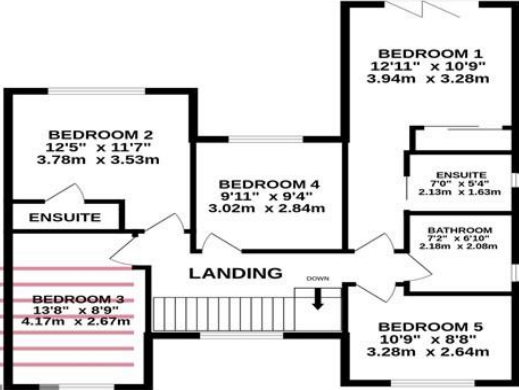 BEDROOM 1
12'11" x 10'9"
3.94m x 3.28m
BEDROOM 2
12'5" x 11'7"
3.78m x 3.53m
ENSUITE
BEDROOM 4
9'11" x 9'4"
3.02m x 2.84m
ENSUITE
7'0" x 5'4"
2.13m x 1.63m
BATHROOM
7'2" x 6'10"
2.18m x 2.08m
LANDING
DOWN
BEDROOM 3
13'8" x 8'9"
4.17m x 2.67m
BEDROOM 5
10'9" x 8'8"
3.28m x 2.64m